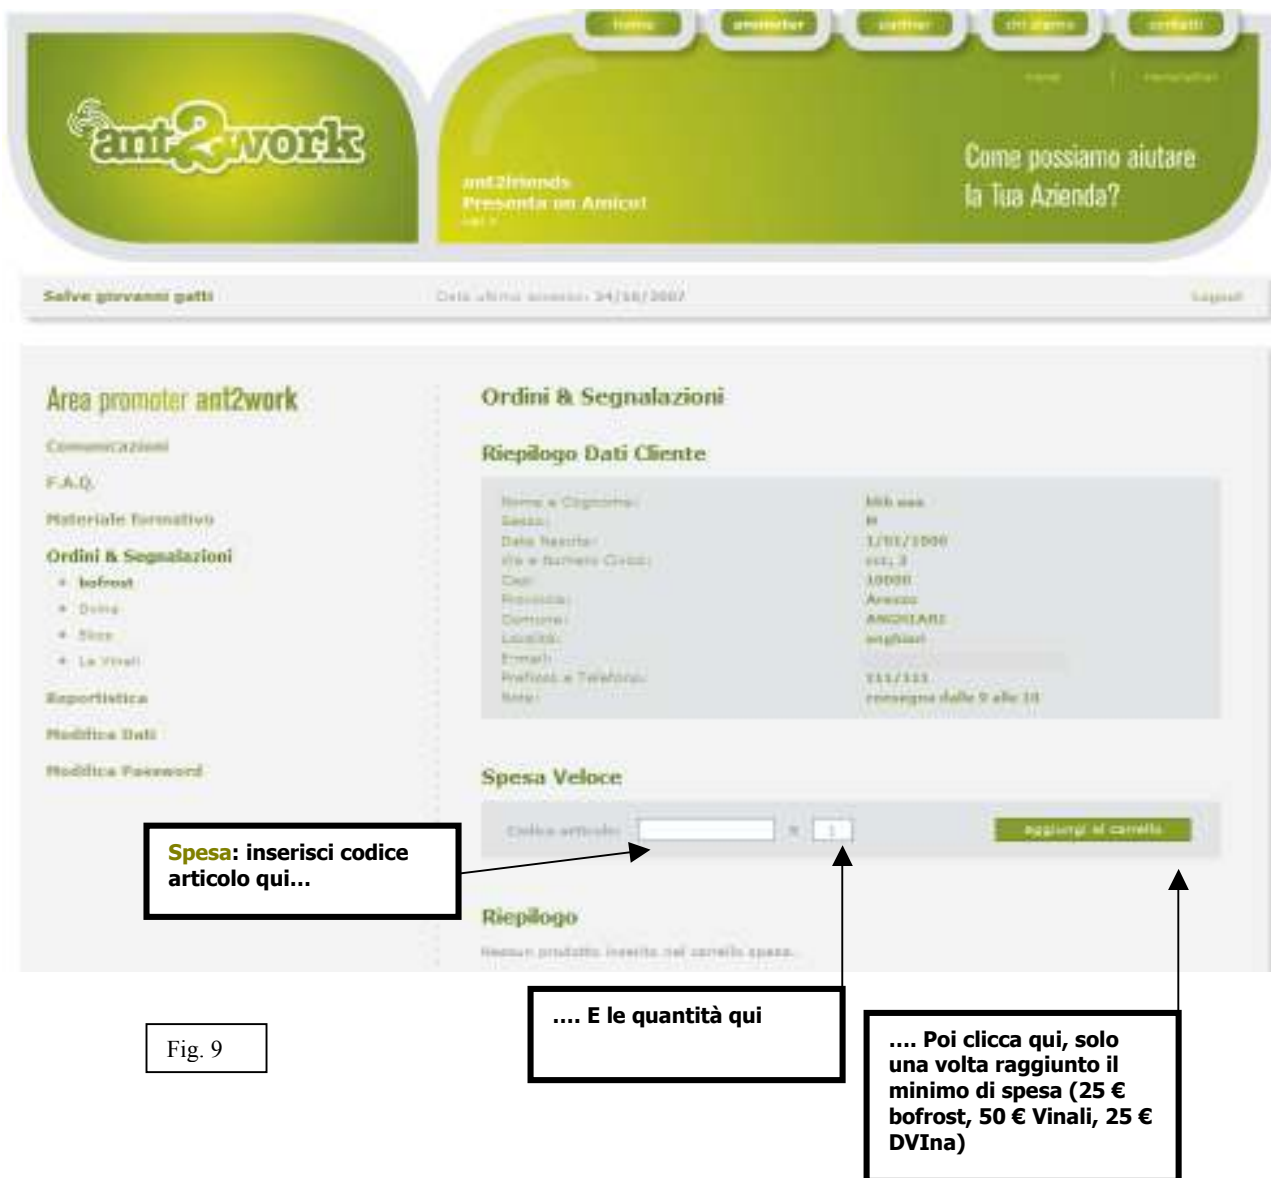 home
promoter
partner
chi siamo
contatti
home | newsletter
ant2work
ant2friends
Presenta un Amico!
Come possiamo aiutare
la Tua Azienda?
Salve giovanni gatti
Data ultimo accesso: 24/10/2007
Logout
Area promoter ant2work
Comunicazioni
F.A.Q.
Materiale formativo
Ordini & Segnalazioni
bofrost
Dvina
La Vinali
Reportistica
Modifica Dati
Modifica Password
Ordini & Segnalazioni
Riepilogo Dati Cliente
Nome e Cognome:
Sesso: M
Data Nascita:
Via e Numero Civico:
Cap: 10000
Provincia: Arezzo
Comune: ANGHIARI
Località: anghiari
E-mail:
Prefisso e Telefono: 111/111
Note: consegna dalle 9 alle 10
Spesa Veloce
Codice articolo: 1 aggiungi al carrello
Spesa: inserisci codice
articolo qui…
Riepilogo
Nessun prodotto inserito nel carrello spesa.
…. E le quantità qui
Fig. 9
…. Poi clicca qui, solo
una volta raggiunto il
minimo di spesa (25 €
bofrost, 50 € Vinali, 25 €
DVIna)